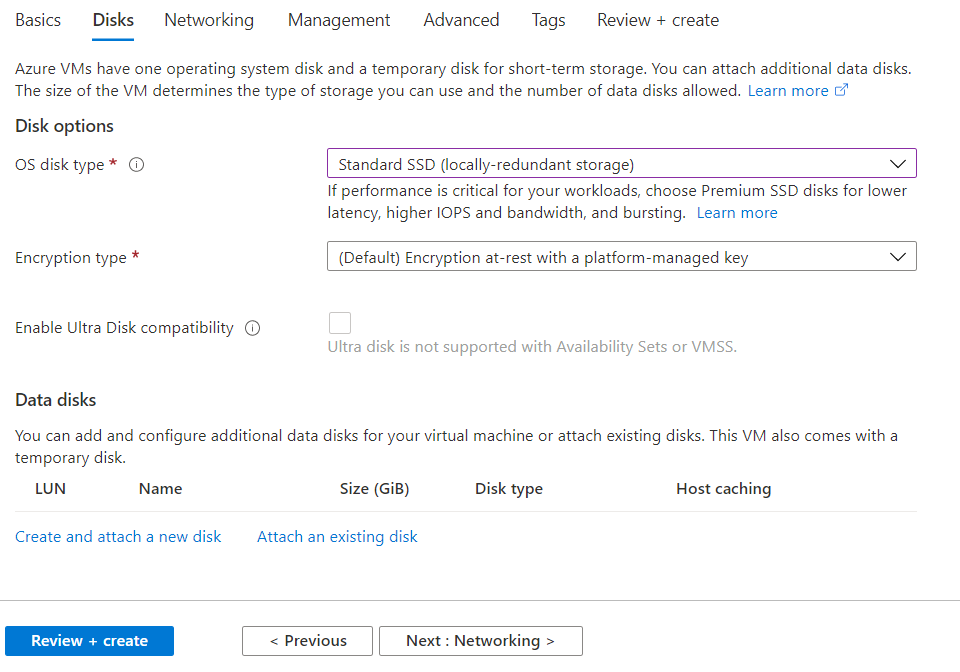 Basics Disks Networking Management Advanced Tags Review + create
Azure VMs have one operating system disk and a temporary disk for short-term storage. You can attach additional data disks.
The size of the VM determines the type of storage you can use and the number of data disks allowed. Learn more
Disk options
OS disk type * Standard SSD (locally-redundant storage)
If performance is critical for your workloads, choose Premium SSD disks for lower
latency, higher IOPS and bandwidth, and bursting. Learn more
Encryption type * (Default) Encryption at-rest with a platform-managed key
Enable Ultra Disk compatibility
Ultra disk is not supported with Availability Sets or VMSS.
Data disks
You can add and configure additional data disks for your virtual machine or attach existing disks. This VM also comes with a
temporary disk.
LUN Name Size (GiB) Disk type Host caching
Create and attach a new disk Attach an existing disk
Review + create < Previous Next : Networking >